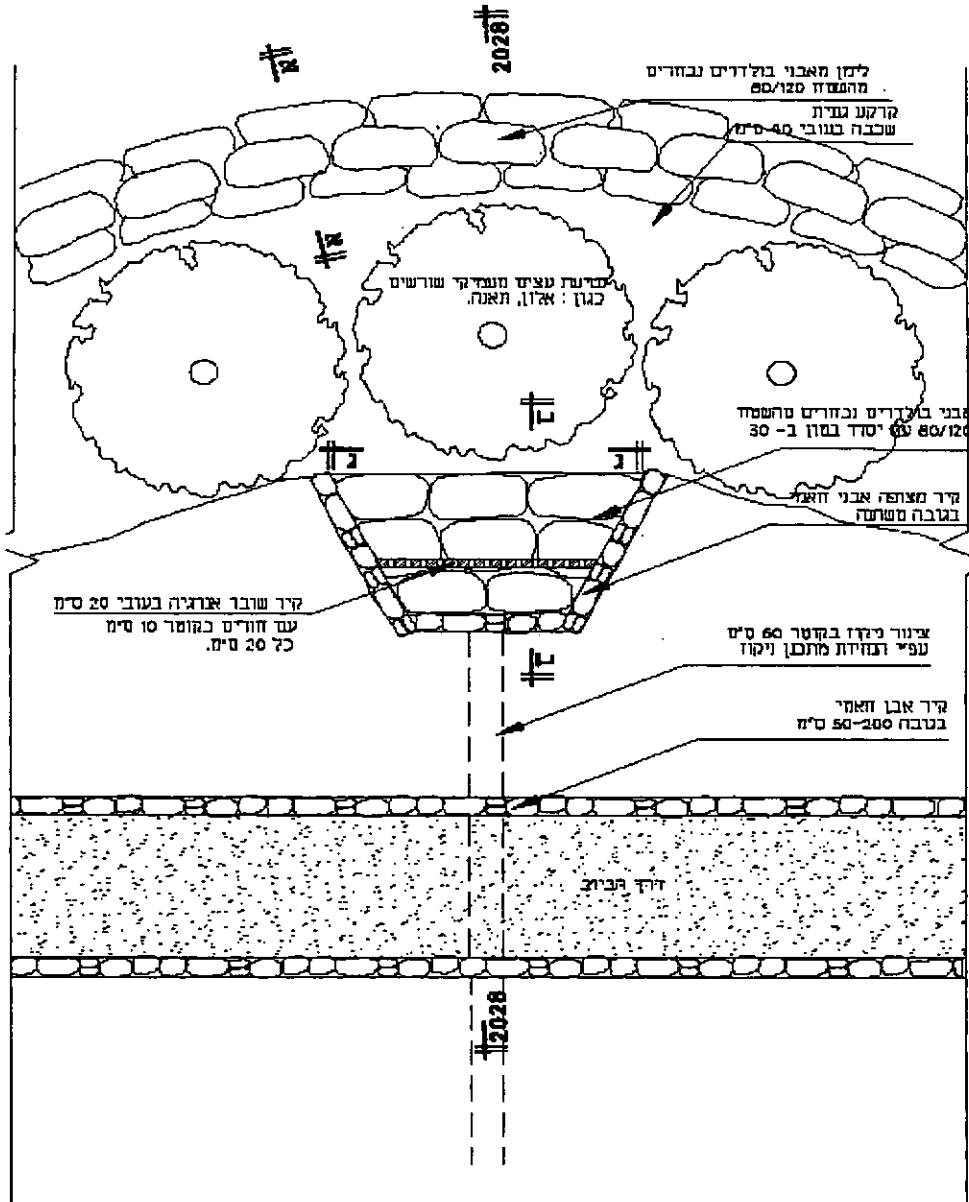 2028
א
לימן מאבני בולדרים נבחרים
מהשטח 80/120
קרקע גננית
שכבה בעובי 40 ס"מ
א
נטיעת עצים מעמיקי שורשים
כגון : אלון, תאנה.
אבני בולדרים נבחרים מהשטח
80/120 עם יסוד בטון ב- 30
ג
ג
קיר מצופה אבני
בגובה משתנה
קיר שובר אנרגיה בעובי 20 ס"מ
עם חורים בקוטר 10 ס"מ
כל 20 ס"מ.
צינור ניקוז בקוטר 60 ס"מ
עפ"י הנחיות מתכנן ניקוז
קיר אבן
בגובה 50-200 ס"מ
דרך הביוב
2028